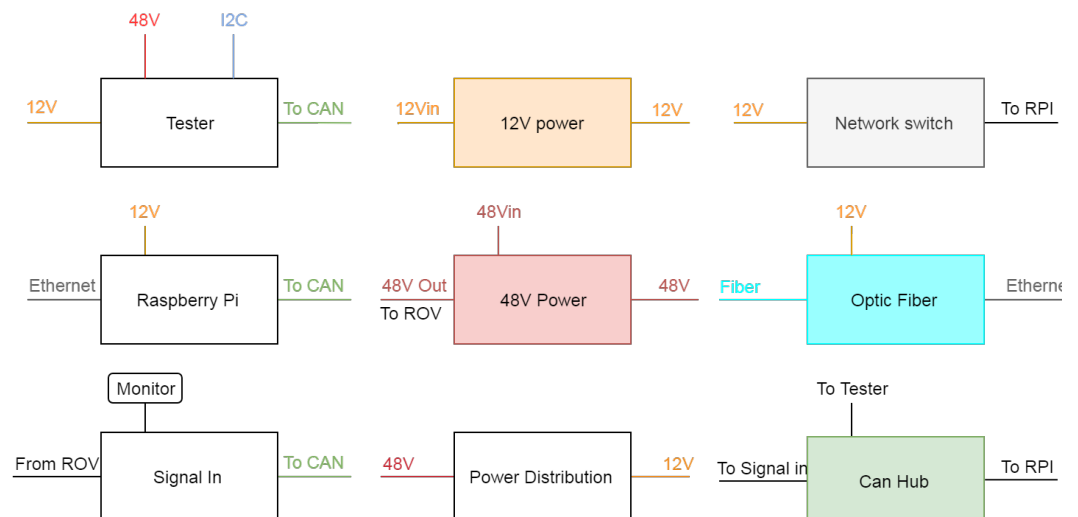 48V
I2C
12V
Tester
To CAN
12Vin
12V power
12V
12V
Network switch
To RPI
12V
Ethernet
Raspberry Pi
To CAN
48Vin
48V Out
To ROV
48V Power
48V
12V
Fiber
Optic Fiber
Etherne
Monitor
From ROV
Signal In
To CAN
48V
Power Distribution
12V
To Tester
To Signal in
Can Hub
To RPI